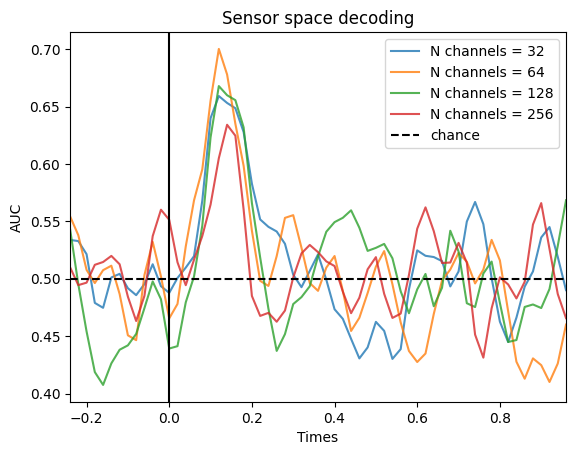 Sensor space decoding
AUC
0.70
0.65
0.60
0.55
0.50
0.45
0.40
N channels = 32
N channels = 64
N channels = 128
N channels = 256
chance
−0.2 0.0 0.2 0.4 0.6 0.8
Times